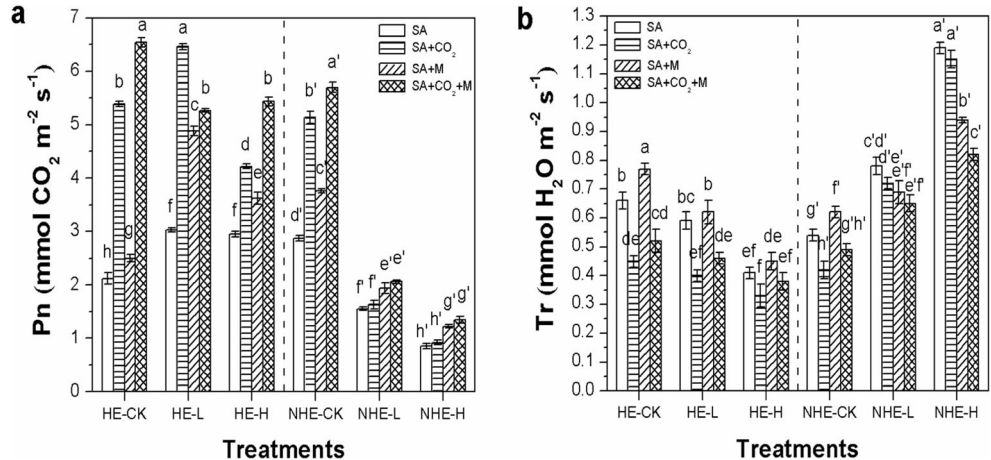 a
Pn (mmol CO₂ m⁻² s⁻¹)
7
6
5
4
3
2
1
0
SA
SA+CO₂
SA+M
SA+CO₂+M
h b g a
f a c b
f d e b
d' b' c' a'
f' f' e' e'
h' h' g' g'
HE-CK HE-L HE-H NHE-CK NHE-L NHE-H
Treatments
b
Tr (mmol H₂O m⁻² s⁻¹)
1.3
1.2
1.1
1.0
0.9
0.8
0.7
0.6
0.5
0.4
0.3
0.2
0.1
0.0
SA
SA+CO₂
SA+M
SA+CO₂+M
b de a cd
bc ef b de
ef f de ef
g' h' f' g'h'
c'd' d'e' e'f' f'
a' a' b' c'
HE-CK HE-L HE-H NHE-CK NHE-L NHE-H
Treatments